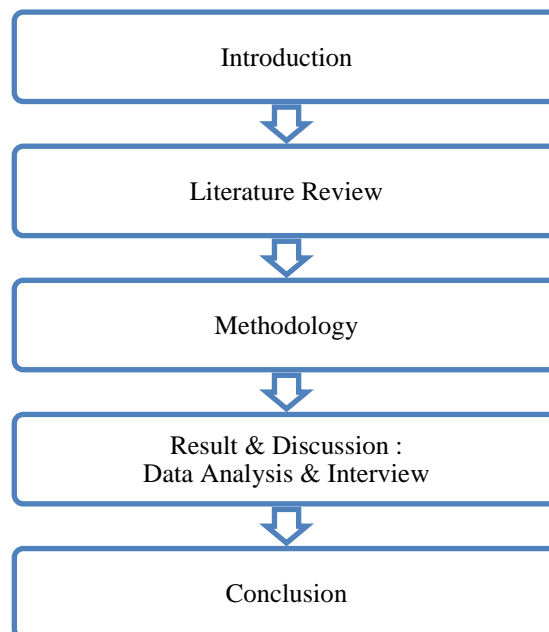 Introduction
Literature Review
Methodology
Result & Discussion :
Data Analysis & Interview
Conclusion